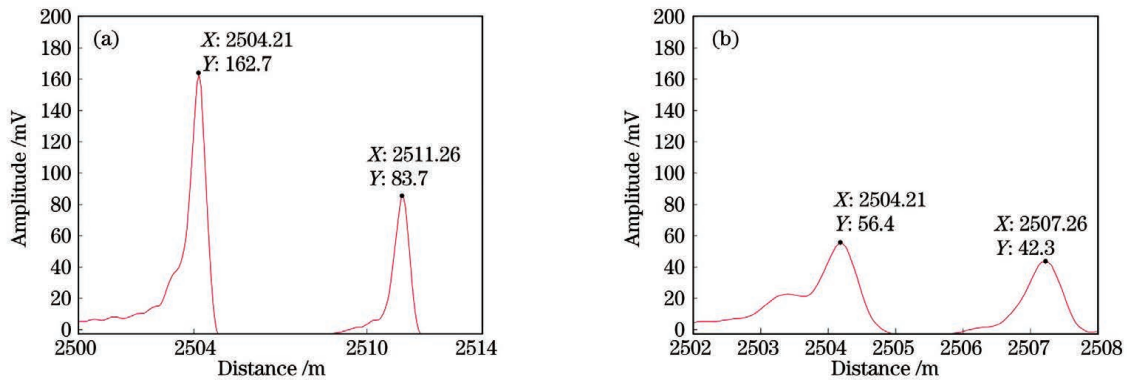 (a)
X: 2504.21
Y: 162.7
X: 2511.26
Y: 83.7
200
180
160
140
120
100
80
60
40
20
0
Amplitude /mV
2500 2504 2510 2514
Distance /m
(b)
X: 2504.21
Y: 56.4
X: 2507.26
Y: 42.3
200
180
160
140
120
100
80
60
40
20
0
Amplitude /mV
2502 2503 2504 2505 2506 2507 2508
Distance /m